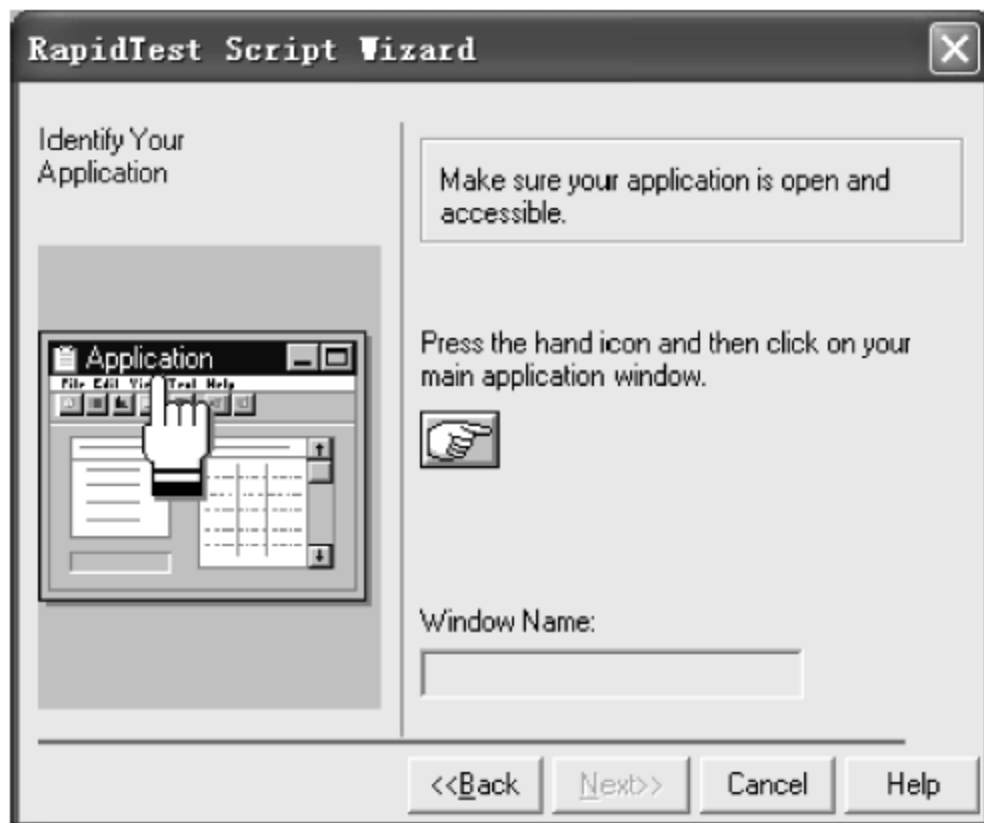 RapidTest Script Wizard
Identify Your
Application
Make sure your application is open and
accessible.
Application
File Edit View Tool Help
Press the hand icon and then click on your
main application window.
Window Name:
<<Back
Next>>
Cancel
Help